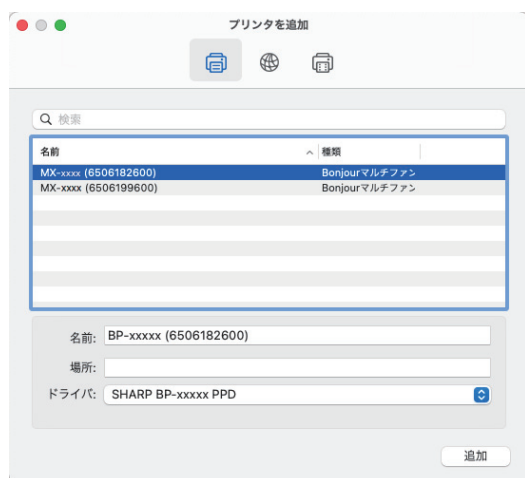 プリンタを追加
検索
名前 種類
MX-xxxx (6506182600) Bonjourマルチファン
MX-xxxx (6506199600) Bonjourマルチファン
名前: BP-xxxxx (6506182600)
場所:
ドライバ: SHARP BP-xxxxx PPD
追加